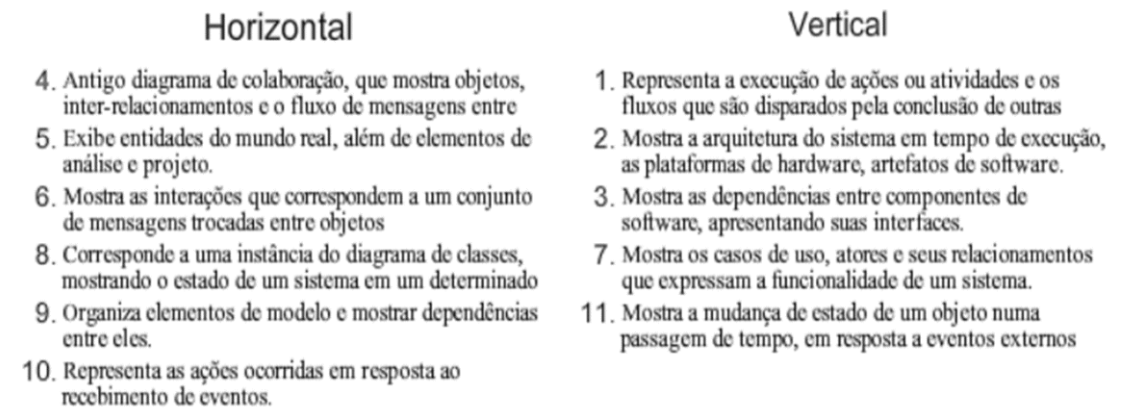 Horizontal
4. Antigo diagrama de colaboração, que mostra objetos,
inter-relacionamentos e o fluxo de mensagens entre
5. Exibe entidades do mundo real, além de elementos de
análise e projeto.
6. Mostra as interações que correspondem a um conjunto
de mensagens trocadas entre objetos
8. Corresponde a uma instância do diagrama de classes,
mostrando o estado de um sistema em um determinado
9. Organiza elementos de modelo e mostrar dependências
entre eles.
10. Representa as ações ocorridas em resposta ao
recebimento de eventos.
Vertical
1. Representa a execução de ações ou atividades e os
fluxos que são disparados pela conclusão de outras
2. Mostra a arquitetura do sistema em tempo de execução,
as plataformas de hardware, artefatos de software.
3. Mostra as dependências entre componentes de
software, apresentando suas interfaces.
7. Mostra os casos de uso, atores e seus relacionamentos
que expressam a funcionalidade de um sistema.
11. Mostra a mudança de estado de um objeto numa
passagem de tempo, em resposta a eventos externos